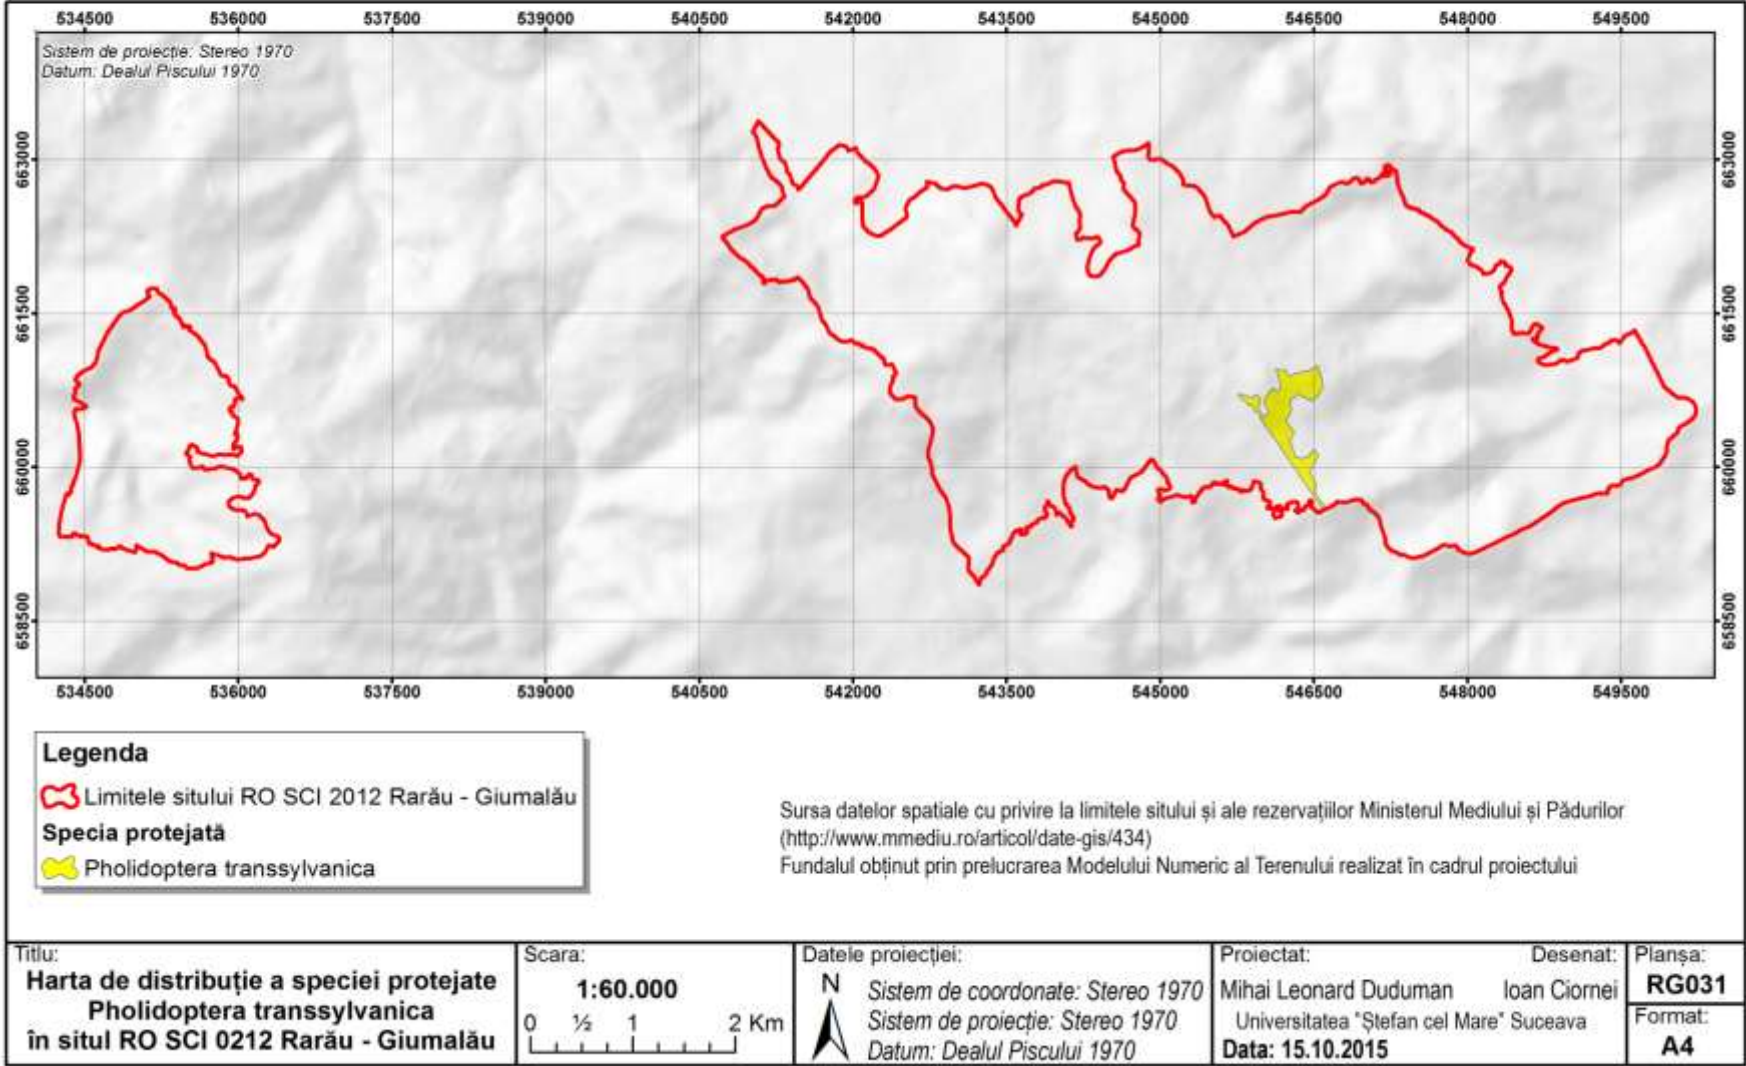 534500 536000 537500 539000 540500 542000 543500 545000 546500 548000 549500
Sistem de proiecție: Stereo 1970
Datum: Dealul Piscului 1970
663000 663000
661500 661500
660000 660000
658500 658500
534500 536000 537500 539000 540500 542000 543500 545000 546500 548000 549500
Legenda
Limitele sitului RO SCI 2012 Rarău - Giumalău
Specia protejată
Pholidoptera transsylvanica
Sursa datelor spatiale cu privire la limitele sitului și ale rezervațiilor Ministerul Mediului și Pădurilor
(http://www.mmediu.ro/articol/date-gis/434)
Fundalul obținut prin prelucrarea Modelului Numeric al Terenului realizat în cadrul proiectului
Titlu:
Harta de distribuție a speciei protejate
Pholidoptera transsylvanica
în situl RO SCI 0212 Rarău - Giumalău
Scara:
1:60.000
0 ½ 1 2 Km
Datele proiecției:
N
Sistem de coordonate: Stereo 1970
Sistem de proiecție: Stereo 1970
Datum: Dealul Piscului 1970
Proiectat: Desenat:
Mihai Leonard Duduman Ioan Ciornei
Universitatea "Ștefan cel Mare" Suceava
Data: 15.10.2015
Planșa:
RG031
Format:
A4